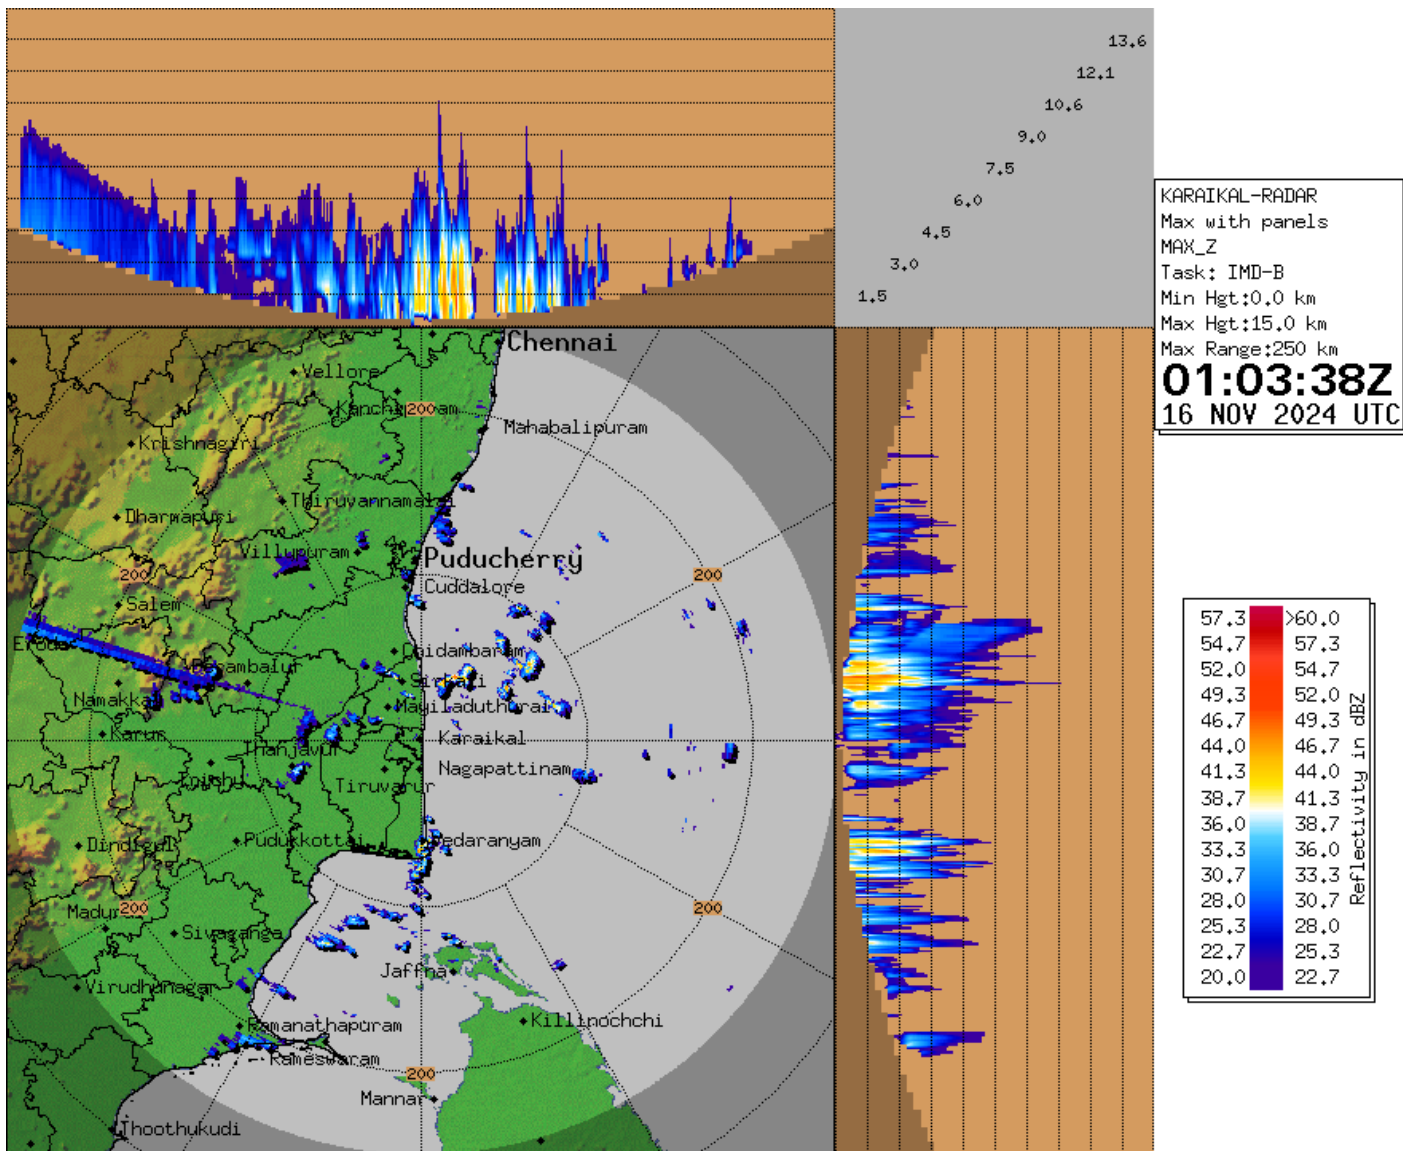 13.6
12.1
10.6
9.0
7.5
6.0
4.5
3.0
1.5
KARAIKAL-RADAR
Max with panels
MAX_Z
Task: IMD-B
Min Hgt:0.0 km
Max Hgt:15.0 km
Max Range:250 km
01:03:38Z
16 NOV 2024 UTC
Chennai
Vellore
200
Mahabalipuram
Krishnagiri
Thiruvannamalai
Dharmapuri
Villupuram
Puducherry
200
200
Cuddalore
Salem
Erode
Chidambaram
Perambalur
Sirkali
Namakkal
Mayiladuthurai
Karur
Karaikal
Thanjavur
Nagapattinam
Tiruvarur
Pudukkottai
Vedaranyam
Dindigul
200
200
Sivaganga
Jaffna
Virudhunagar
Ramanathapuram
Killinochchi
Rameswaram
200
Mannar
Thoothukudi
57.3 >60.0
54.7 57.3
52.0 54.7
49.3 52.0
46.7 49.3
44.0 46.7
41.3 44.0
38.7 41.3
36.0 38.7
33.3 36.0
30.7 33.3
28.0 30.7
25.3 28.0
22.7 25.3
20.0 22.7
Reflectivity in dBZ